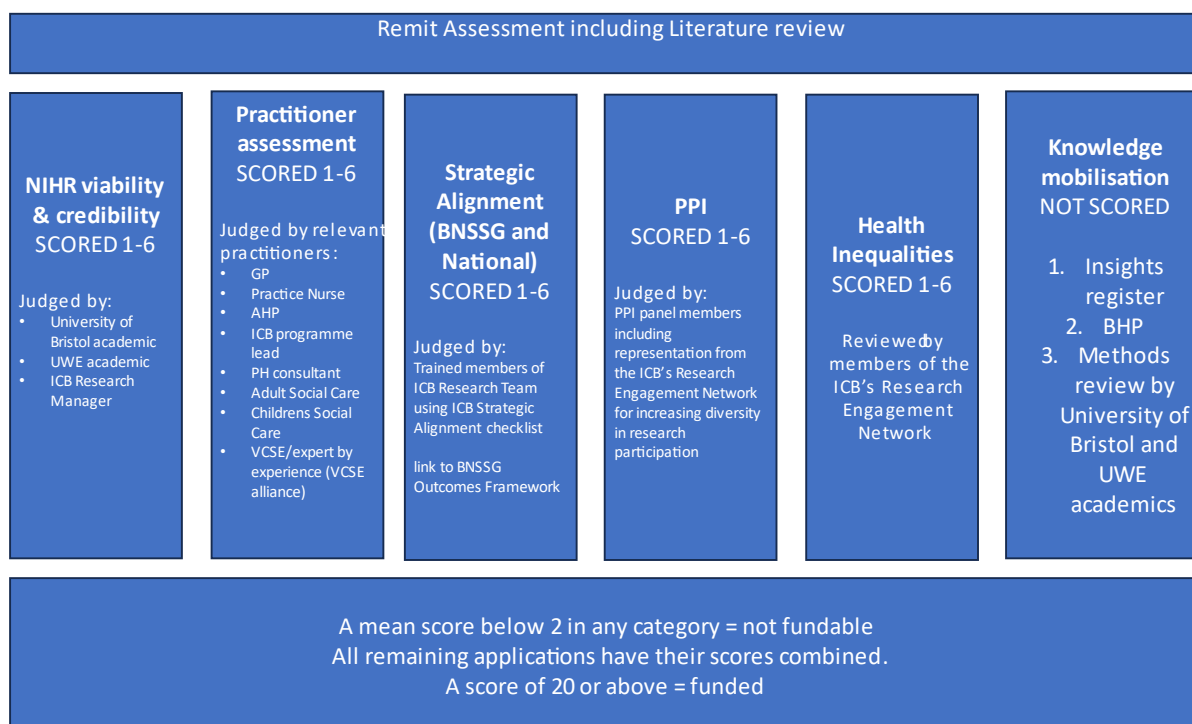 Remit Assessment including Literature review
NIHR viability
& credibility
SCORED 1-6
Judged by:
• University of
Bristol academic
• UWE academic
• ICB Research
Manager
Practitioner
assessment
SCORED 1-6
Judged by relevant
practitioners:
• GP
• Practice Nurse
• AHP
• ICB programme
lead
• PH consultant
• Adult Social Care
• Childrens Social
Care
• VCSE/expert by
experience (VCSE
alliance)
Strategic
Alignment
(BNSSG and
National)
SCORED 1-6
Judged by:
Trained members of
ICB Research Team
using ICB Strategic
Alignment checklist
link to BNSSG
Outcomes Framework
PPI
SCORED 1-6
Judged by:
PPI panel members
including
representation from
the ICB's Research
Engagement Network
for increasing diversity
in research
participation
Health
Inequalities
SCORED 1-6
Reviewed by
members of the
ICB's Research
Engagement
Network
Knowledge
mobilisation
NOT SCORED
1. Insights
register
2. BHP
3. Methods
review by
University of
Bristol and
UWE
academics
A mean score below 2 in any category = not fundable
All remaining applications have their scores combined.
A score of 20 or above = funded